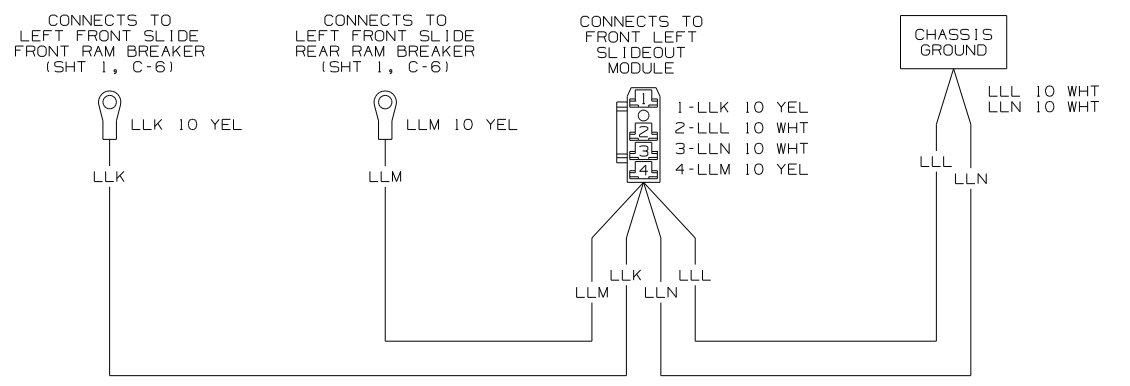 CONNECTS TO
LEFT FRONT SLIDE
FRONT RAM BREAKER
(SHT 1, C-6)
LLK 10 YEL
LLK
CONNECTS TO
LEFT FRONT SLIDE
REAR RAM BREAKER
(SHT 1, C-6)
LLM 10 YEL
LLM
CONNECTS TO
FRONT LEFT
SLIDEOUT
MODULE
1
2
3
4
1-LLK 10 YEL
2-LLL 10 WHT
3-LLN 10 WHT
4-LLM 10 YEL
CHASSIS
GROUND
LLL 10 WHT
LLN 10 WHT
LLL
LLN
LLM
LLK
LLN
LLL